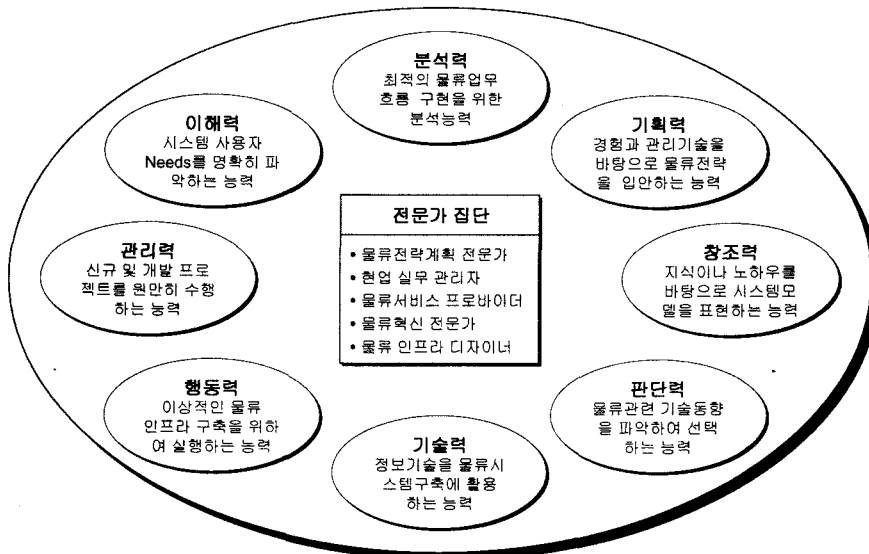 분석력
최적의 물류업무
흐름 구현을 위한
분석능력
이해력
시스템 사용자
Needs를 명확히 파
악하는 능력
기획력
경험과 관리기술을
바탕으로 물류전략
을 입안하는 능력
전문가 집단
• 물류전략계획 전문가
• 현업 실무 관리자
• 물류서비스 프로바이더
• 물류혁신 전문가
• 물류 인프라 디자이너
관리력
신규 및 개발 프로
젝트를 원만히 수행
하는 능력
창조력
지식이나 노하우를
바탕으로 시스템모
델을 표현하는 능력
행동력
이상적인 물류
인프라 구축을 위하
여 실행하는 능력
판단력
물류관련 기술동향
을 파악하여 선택
하는 능력
기술력
정보기술을 물류시
스템구축에 활용
하는 능력